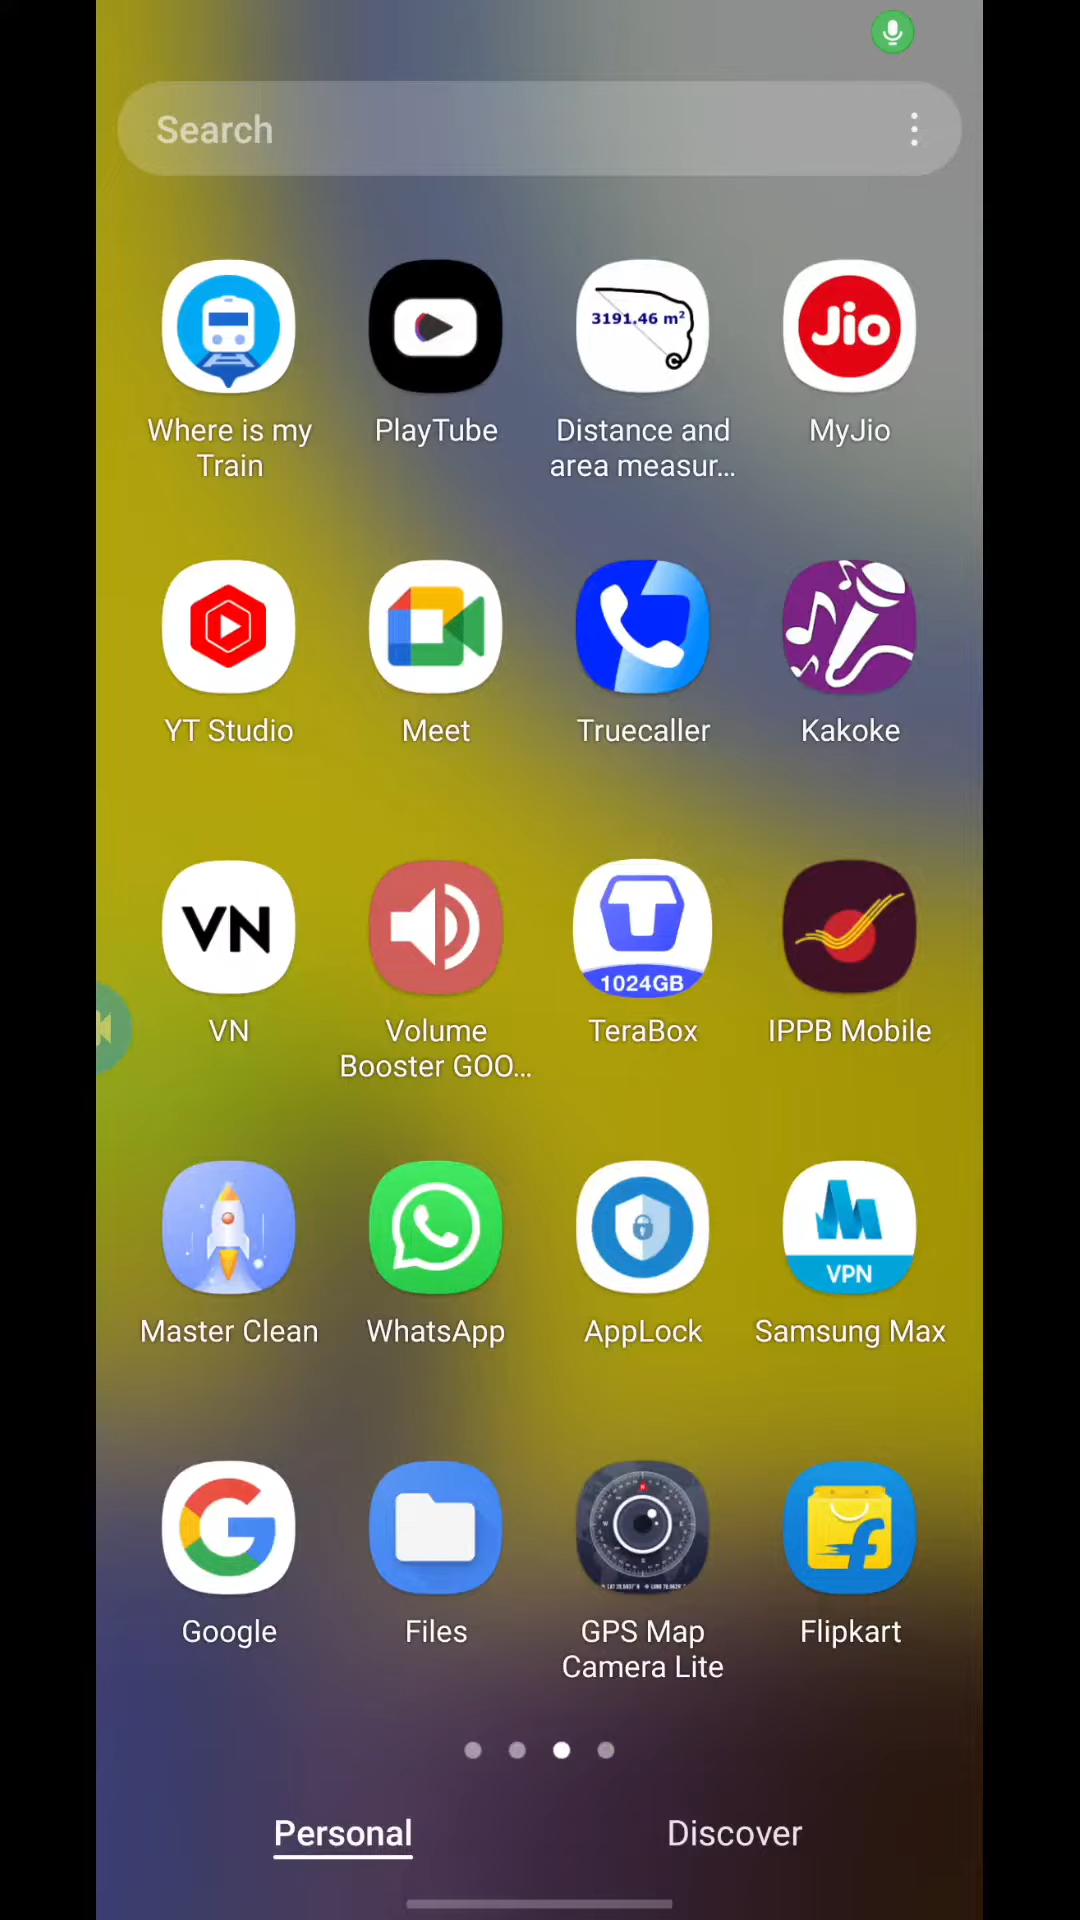 Search
3191.46 m²
Jio
Where is my
Train
PlayTube
Distance and
area measur...
MyJio
YT Studio
Meet
Truecaller
Kakoke
VN
1024GB
VN
Volume
Booster GOO...
TeraBox
IPPB Mobile
VPN
Master Clean
WhatsApp
AppLock
Samsung Max
Google
Files
GPS Map
Camera Lite
Flipkart
Personal
Discover